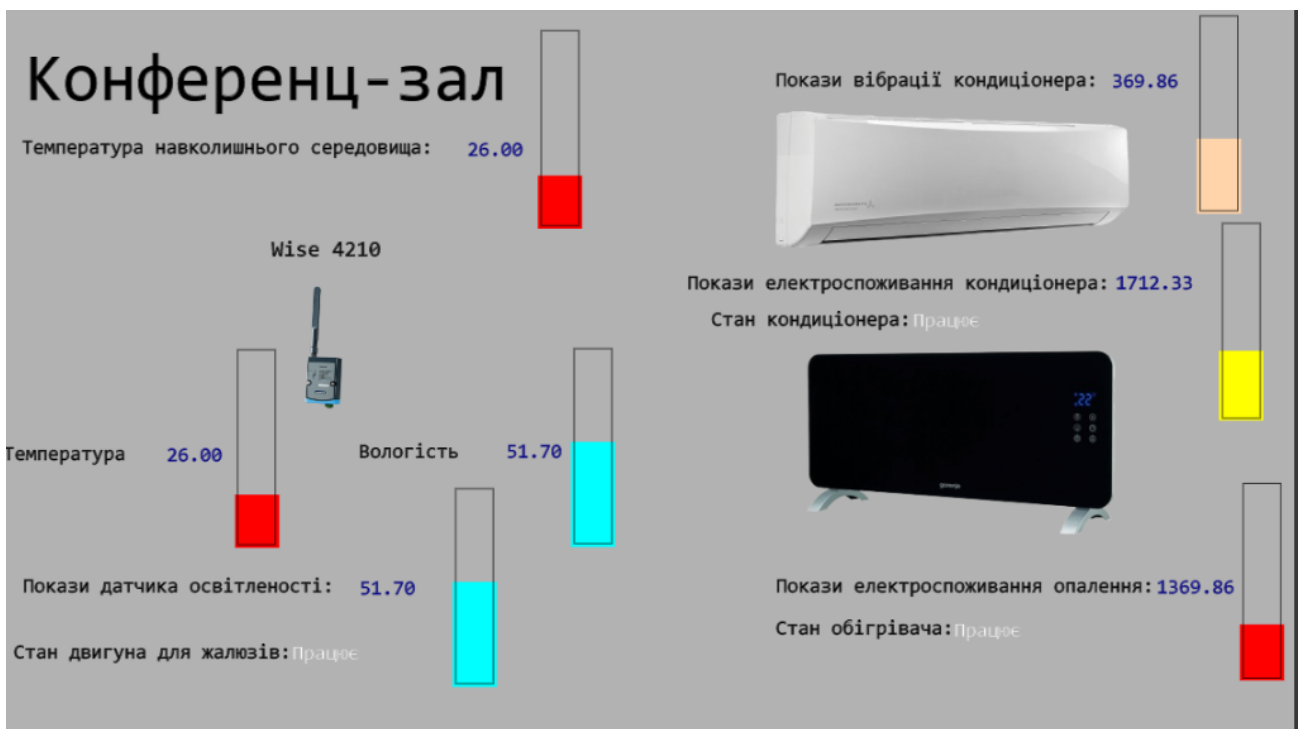 Конференц-зал
Температура навколишнього середовища: 26.00
Wise 4210
Температура 26.00
Вологість 51.70
Покази датчика освітленості: 51.70
Стан двигуна для жалюзів: Працює
Покази вібрації кондиціонера: 369.86
Покази електроспоживання кондиціонера: 1712.33
Стан кондиціонера: Працює
22°
gorenje
Покази електроспоживання опалення: 1369.86
Стан обігрівача: Працює